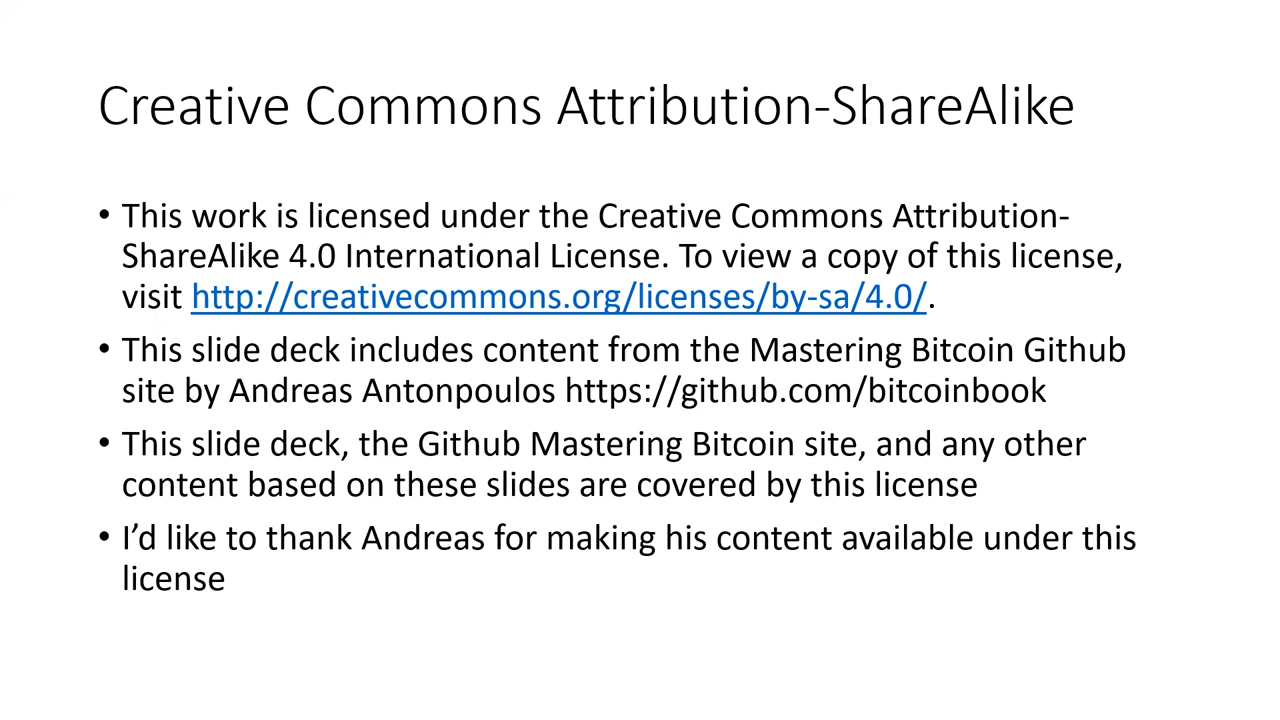 Creative Commons Attribution-ShareAlike
• This work is licensed under the Creative Commons Attribution-
ShareAlike 4.0 International License. To view a copy of this license,
visit http://creativecommons.org/licenses/by-sa/4.0/.
• This slide deck includes content from the Mastering Bitcoin Github
site by Andreas Antonpoulos https://github.com/bitcoinbook
• This slide deck, the Github Mastering Bitcoin site, and any other
content based on these slides are covered by this license
• I’d like to thank Andreas for making his content available under this
license